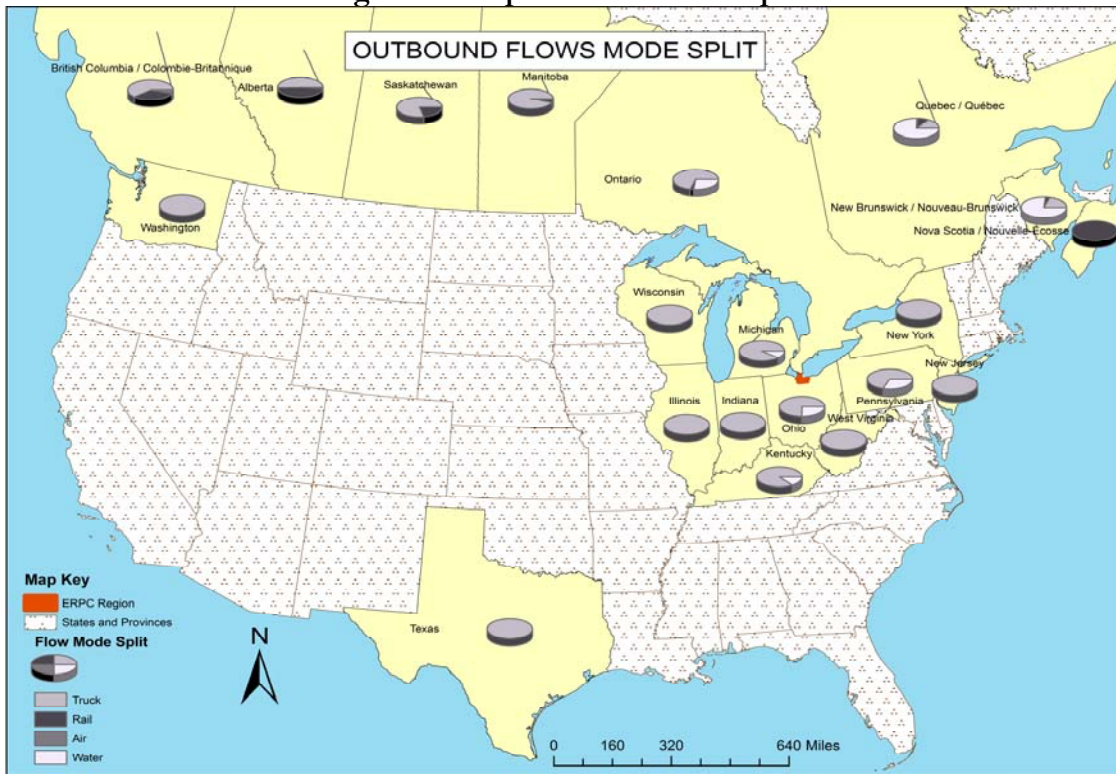 OUTBOUND FLOWS MODE SPLIT
British Columbia / Colombie-Britannique
Alberta
Saskatchewan
Manitoba
Quebec / Québec
Ontario
New Brunswick / Nouveau-Brunswick
Nova Scotia / Nouvelle-Écosse
Washington
Wisconsin
Michigan
New York
New Jersey
Pennsylvania
Illinois
Indiana
Ohio
West Virginia
Kentucky
Texas
Map Key
ERPC Region
States and Provinces
Flow Mode Split
Truck
Rail
Air
Water
N
0 160 320 640 Miles